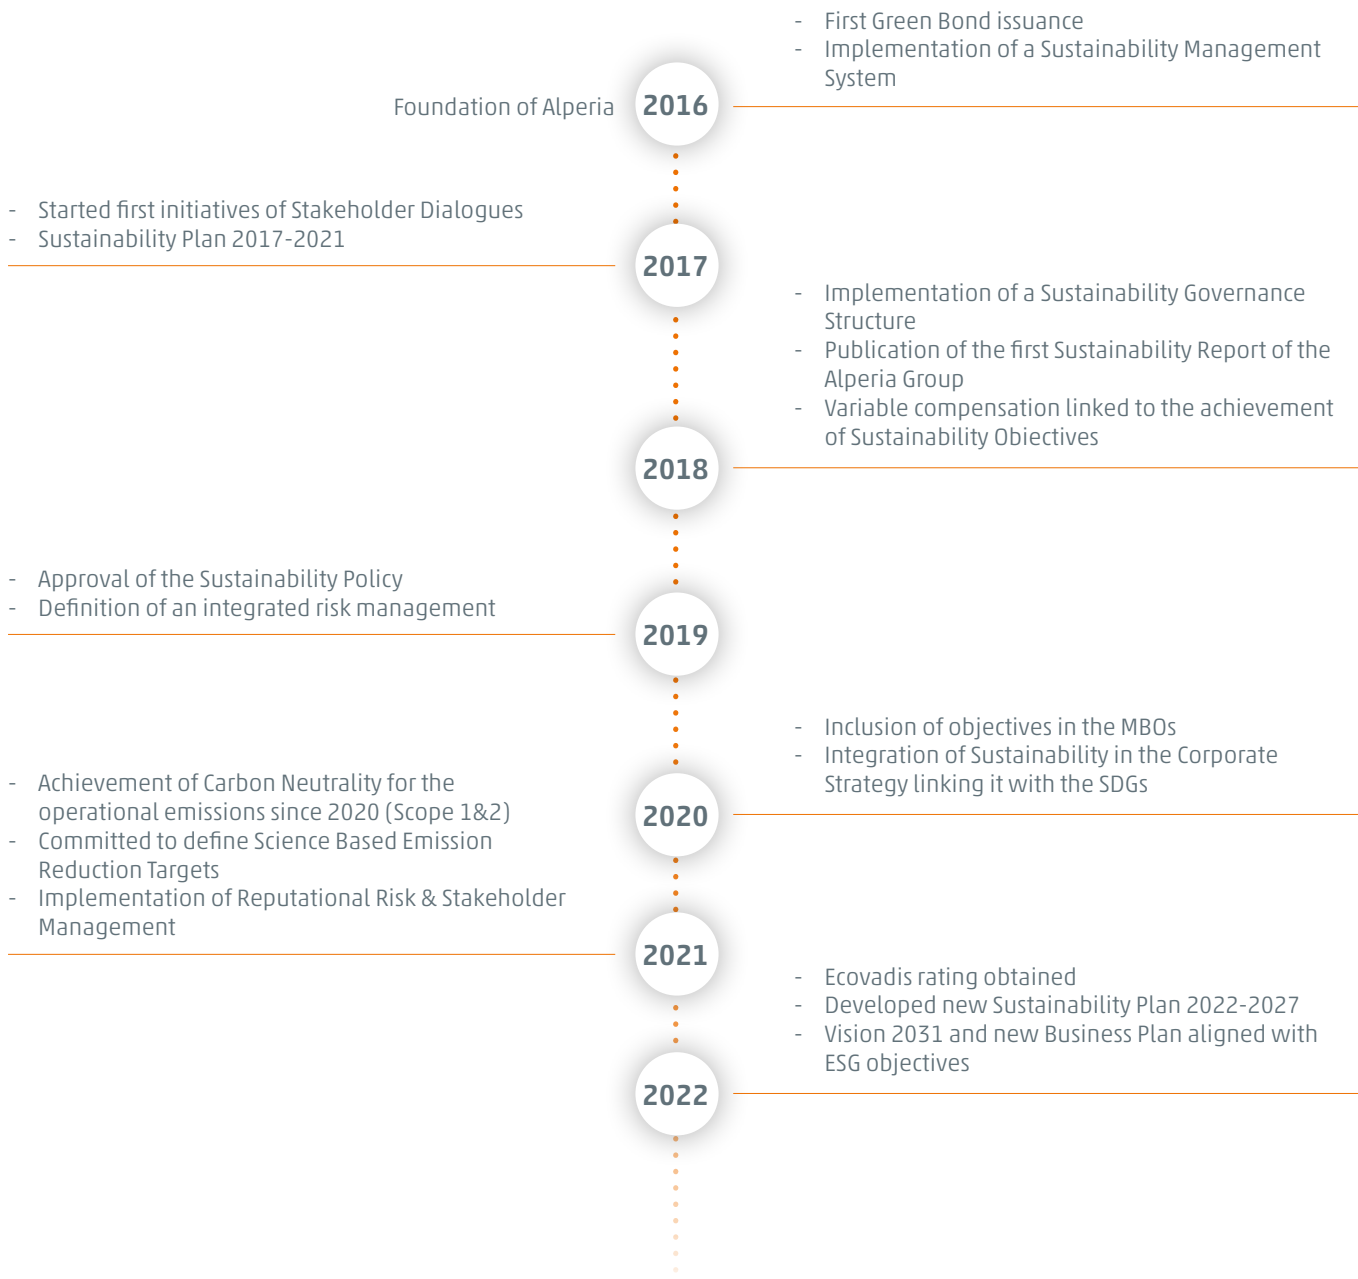 - First Green Bond issuance
- Implementation of a Sustainability Management
System
Foundation of Alperia
2016
- Started first initiatives of Stakeholder Dialogues
- Sustainability Plan 2017-2021
2017
- Implementation of a Sustainability Governance
Structure
- Publication of the first Sustainability Report of the
Alperia Group
- Variable compensation linked to the achievement
of Sustainability Objectives
2018
- Approval of the Sustainability Policy
- Definition of an integrated risk management
2019
- Inclusion of objectives in the MBOs
- Integration of Sustainability in the Corporate
Strategy linking it with the SDGs
2020
- Achievement of Carbon Neutrality for the
operational emissions since 2020 (Scope 1&2)
- Committed to define Science Based Emission
Reduction Targets
- Implementation of Reputational Risk & Stakeholder
Management
2021
- Ecovadis rating obtained
- Developed new Sustainability Plan 2022-2027
- Vision 2031 and new Business Plan aligned with
ESG objectives
2022